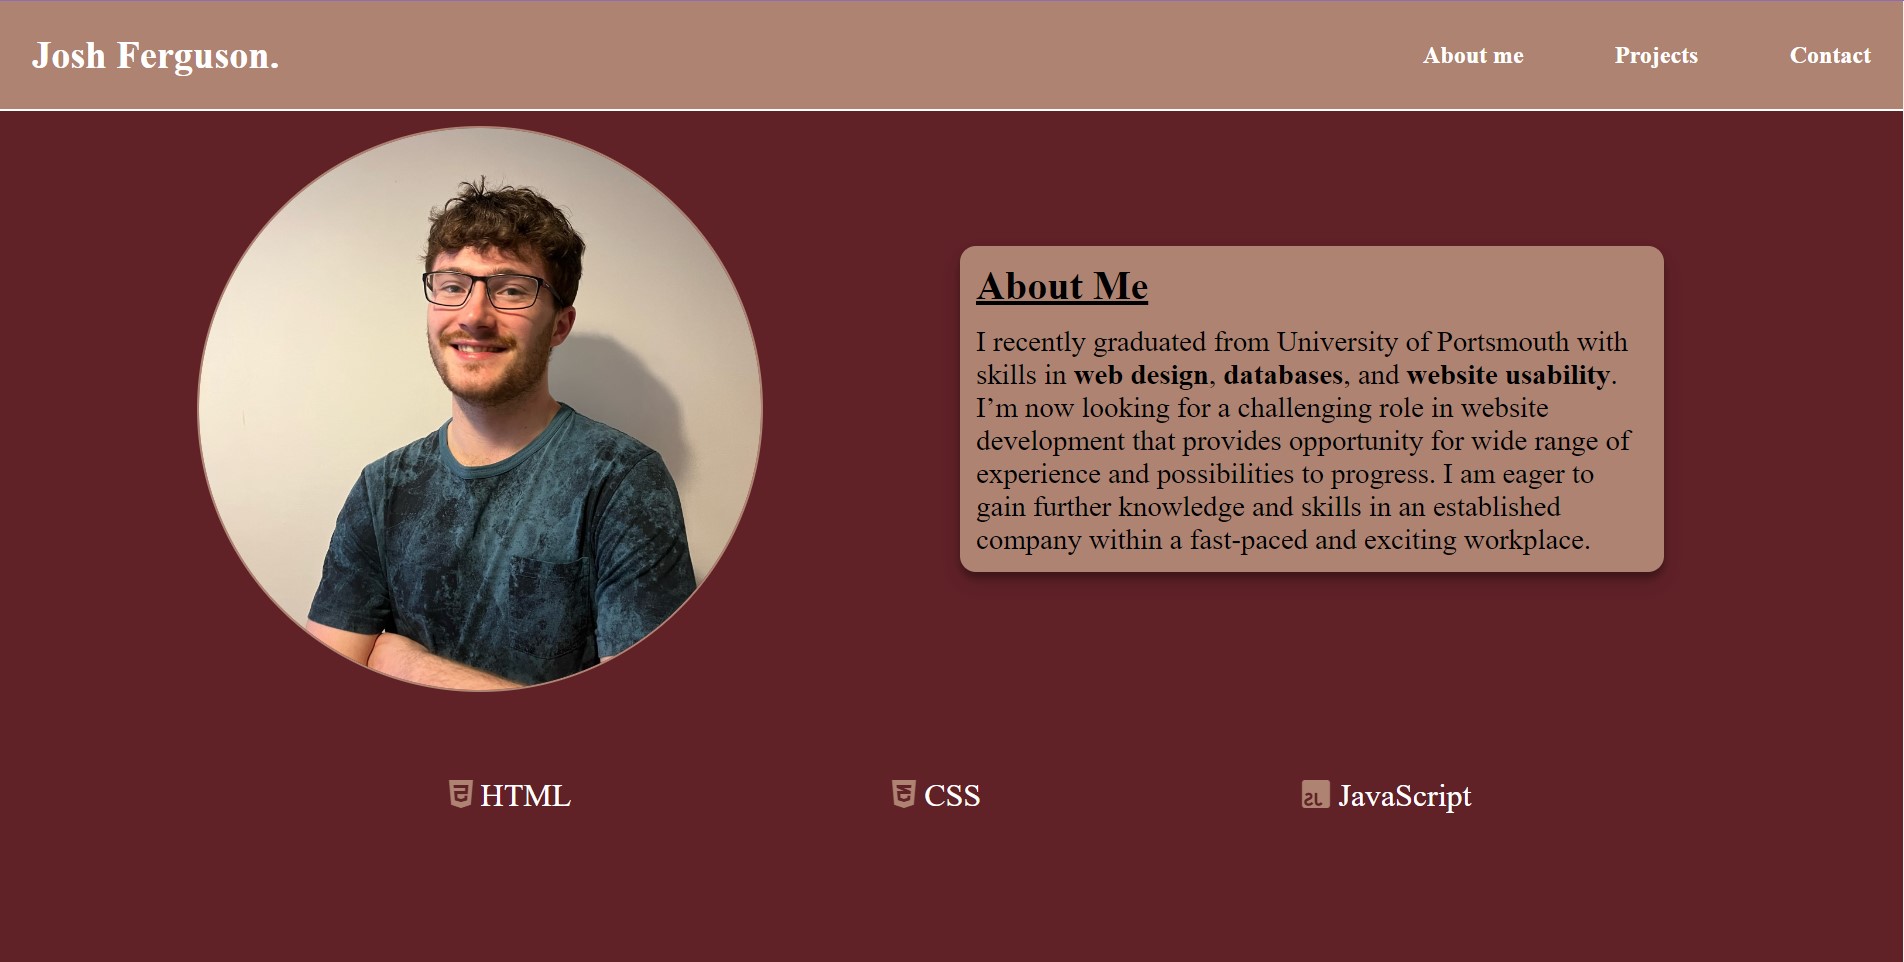 Josh Ferguson.
About me
Projects
Contact
About Me
I recently graduated from University of Portsmouth with
skills in web design, databases, and website usability.
I’m now looking for a challenging role in website
development that provides opportunity for wide range of
experience and possibilities to progress. I am eager to
gain further knowledge and skills in an established
company within a fast-paced and exciting workplace.
HTML
CSS
JavaScript